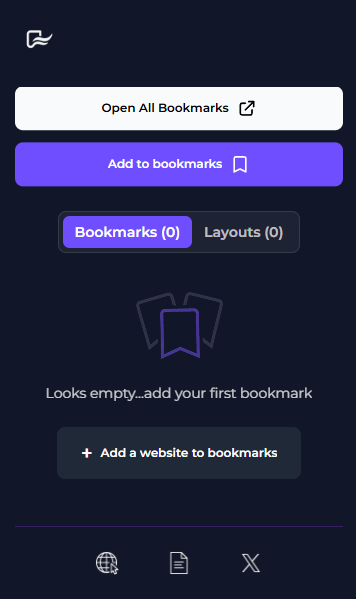 Open All Bookmarks
Add to bookmarks
Bookmarks (0) Layouts (0)
Looks empty...add your first bookmark
+ Add a website to bookmarks